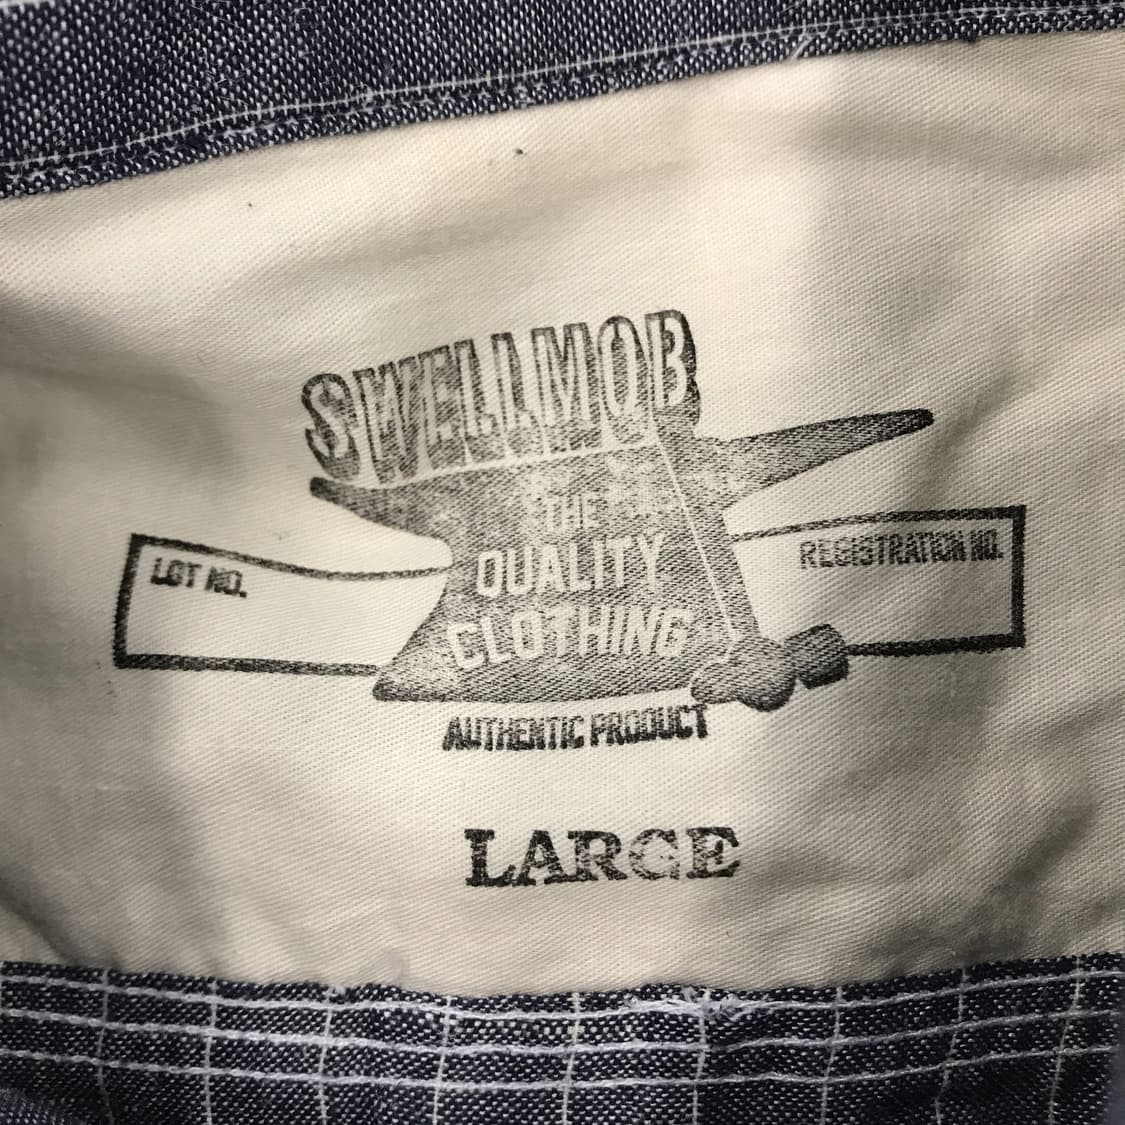 SWELLMOB
THE
QUALITY
CLOTHING
LOT NO.
REGISTRATION NO.
AUTHENTIC PRODUCT
LARGE